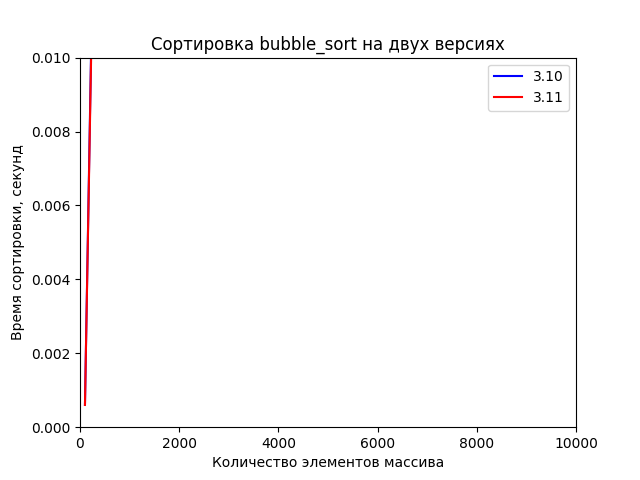 Сортировка bubble_sort на двух версиях
3.10
3.11
Время сортировки, секунд
0.010
0.008
0.006
0.004
0.002
0.000
0 2000 4000 6000 8000 10000
Количество элементов массива